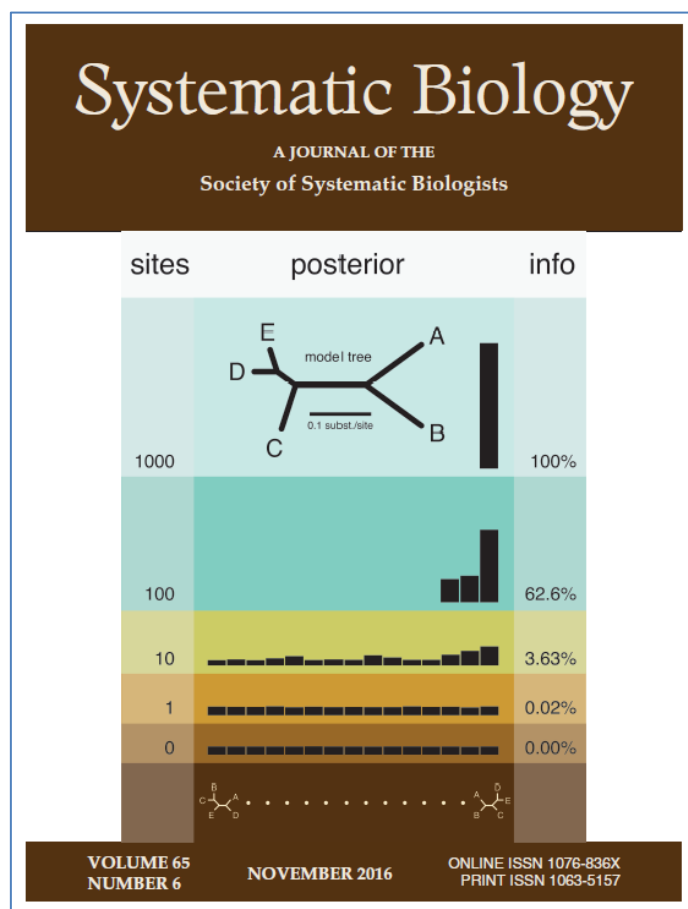 Systematic Biology
A JOURNAL OF THE
Society of Systematic Biologists
sites posterior info
E
D
C
A
B
model tree
0.1 subst./site
1000 100%
100 62.6%
10 3.63%
1 0.02%
0 0.00%
B
C A
E D
A D
E
B C
VOLUME 65
NUMBER 6
NOVEMBER 2016
ONLINE ISSN 1076-836X
PRINT ISSN 1063-5157